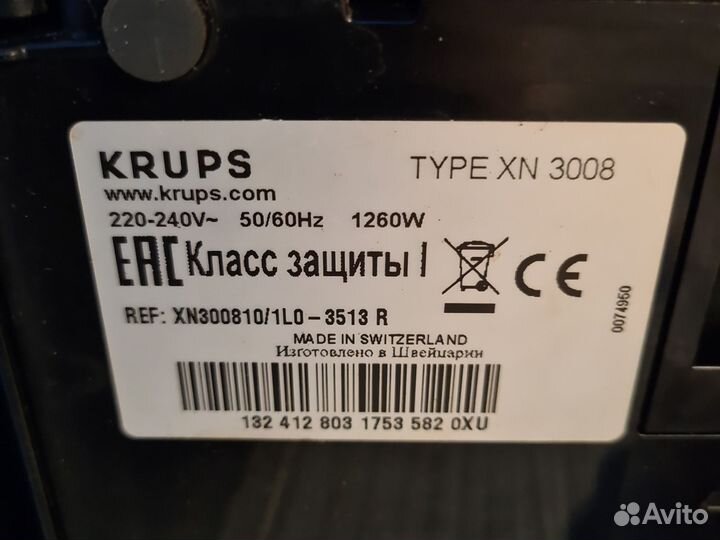 KRUPS TYPE XN 3008
www.krups.com
220-240V~ 50/60Hz 1260W
EAC Класс защиты I CE
REF: XN300810/1L0-3513 R
0074950
MADE IN SWITZERLAND
Изготовлено в Швейцарии
132 412 803 1753 582 0XU
Avito